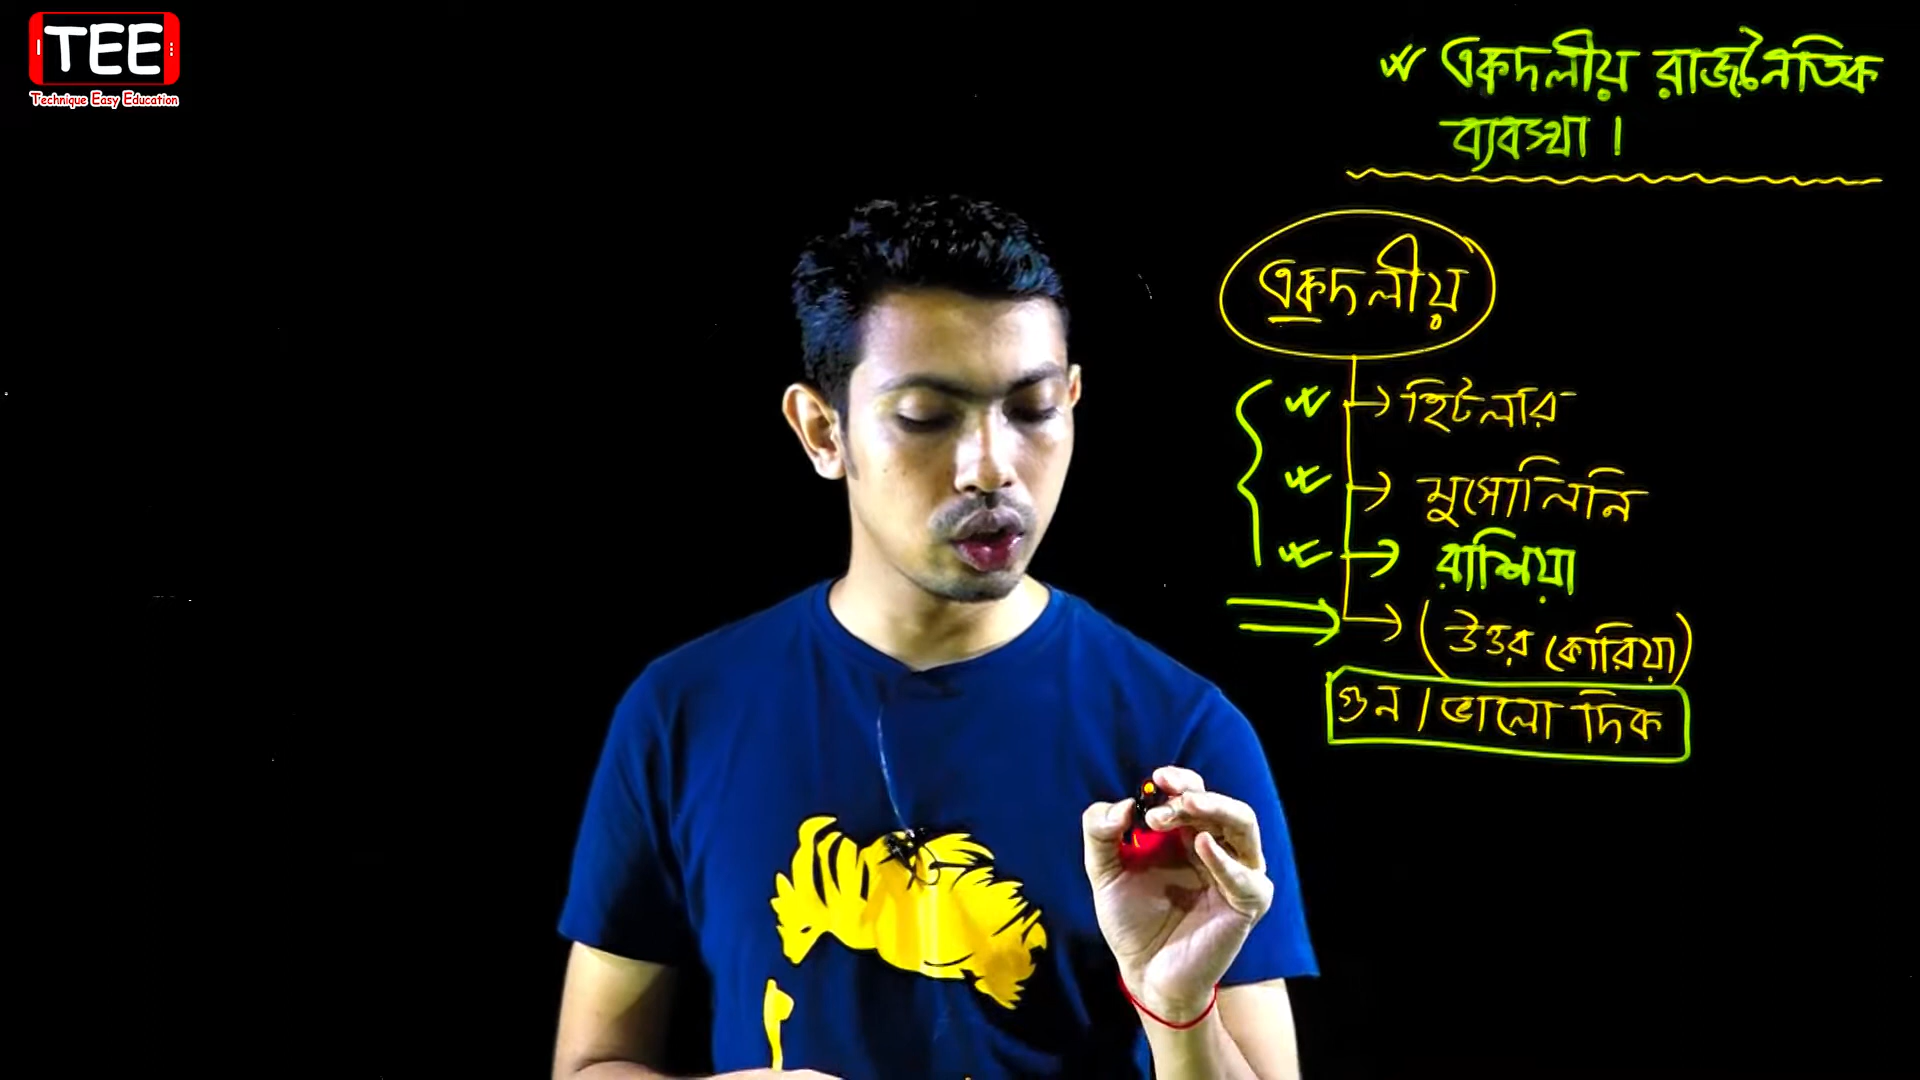 TEE
Technique Easy Education
একদলীয় রাজনৈতিক
ব্যবস্থা।
একদলীয়
হিটলার
মুসোলিনি
রাশিয়া
(উত্তর কোরিয়া)
গুন / ভালো দিক